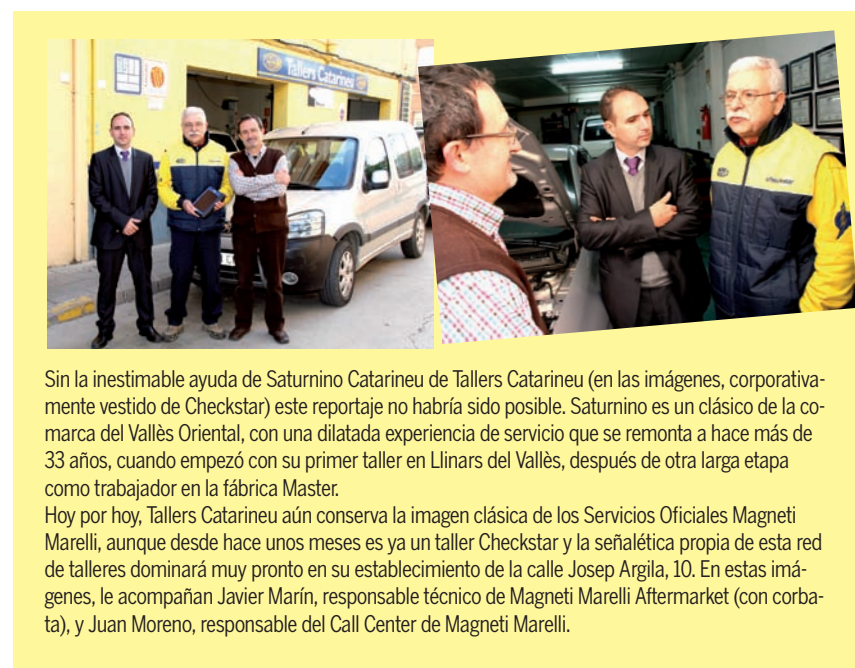 Tallers Catarineu
Sin la inestimable ayuda de Saturnino Catarineu de Tallers Catarineu (en las imágenes, corporativa-
mente vestido de Checkstar) este reportaje no habría sido posible. Saturnino es un clásico de la co-
marca del Vallès Oriental, con una dilatada experiencia de servicio que se remonta a hace más de
33 años, cuando empezó con su primer taller en Llinars del Vallès, después de otra larga etapa
como trabajador en la fábrica Master.
Hoy por hoy, Tallers Catarineu aún conserva la imagen clásica de los Servicios Oficiales Magneti
Marelli, aunque desde hace unos meses es ya un taller Checkstar y la señalética propia de esta red
de talleres dominará muy pronto en su establecimiento de la calle Josep Argila, 10. En estas imá-
genes, le acompañan Javier Marín, responsable técnico de Magneti Marelli Aftermarket (con corba-
ta), y Juan Moreno, responsable del Call Center de Magneti Marelli.